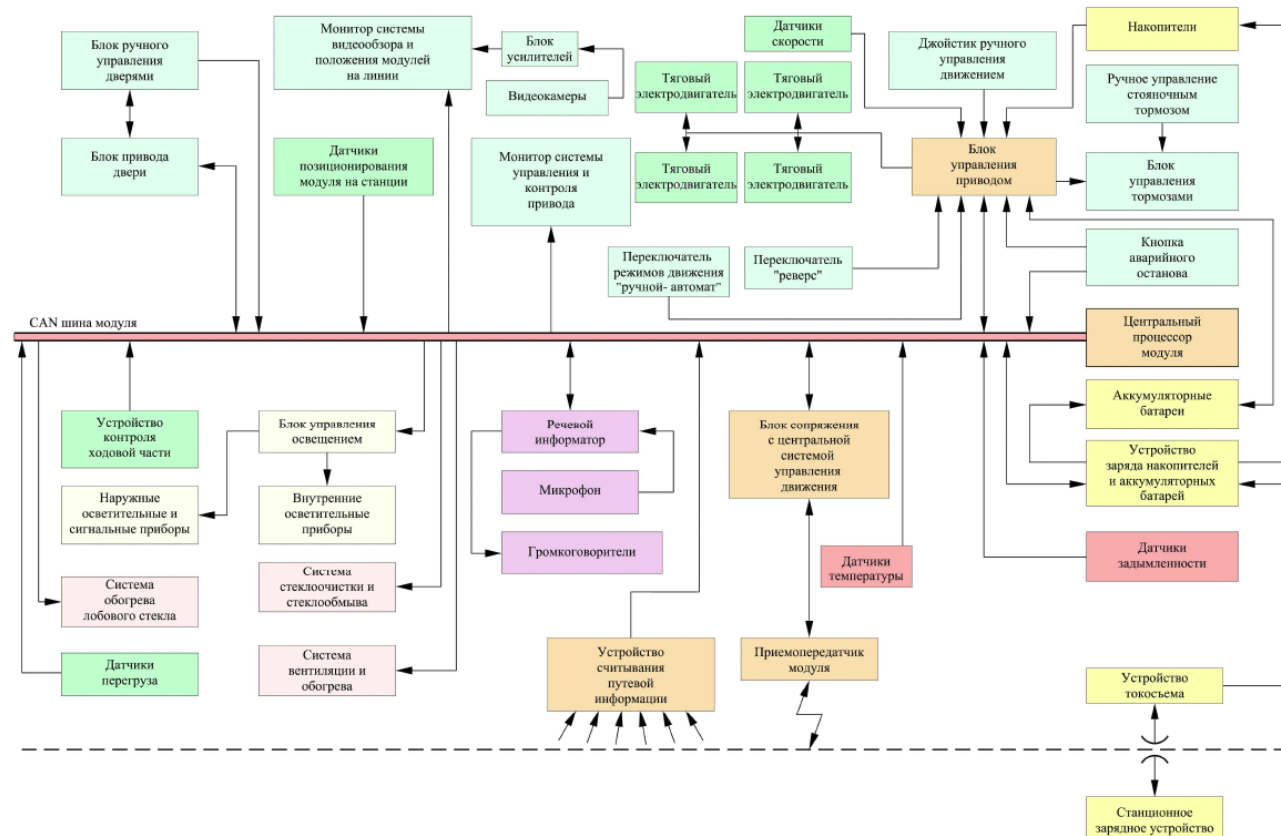 Блок ручного
управления
дверями
Блок привода
двери
Монитор системы
видеообзора и
положения модулей
на линии
Блок
усилителей
Видеокамеры
Датчики
позиционирования
модуля на станции
Монитор системы
управления и
контроля
привода
Датчики
скорости
Тяговый
электродвигатель
Тяговый
электродвигатель
Тяговый
электродвигатель
Тяговый
электродвигатель
Джойстик ручного
управления
движением
Накопители
Ручное управление
стояночным
тормозом
Блок
управления
приводом
Блок
управления
тормозами
Переключатель
режимов движения
"ручной- автомат"
Переключатель
"реверс"
Кнопка
аварийного
останова
CAN шина модуля
Центральный
процессор
модуля
Устройство
контроля
ходовой части
Блок управления
освещением
Наружные
осветительные и
сигнальные приборы
Внутренние
осветительные
приборы
Система
обогрева
лобового стекла
Система
стеклоочистки и
стеклообмыва
Датчики
перегруза
Система
вентиляции и
обогрева
Речевой
информатор
Микрофон
Громкоговорители
Блок сопряжения
с центральной
системой
управления
движения
Датчики
температуры
Устройство
считывания
путевой
информации
Приемопередатчик
модуля
Аккумуляторные
батареи
Устройство
заряда накопителей
и аккумуляторных
батарей
Датчики
задымленности
Устройство
токосъема
Станционное
зарядное устройство